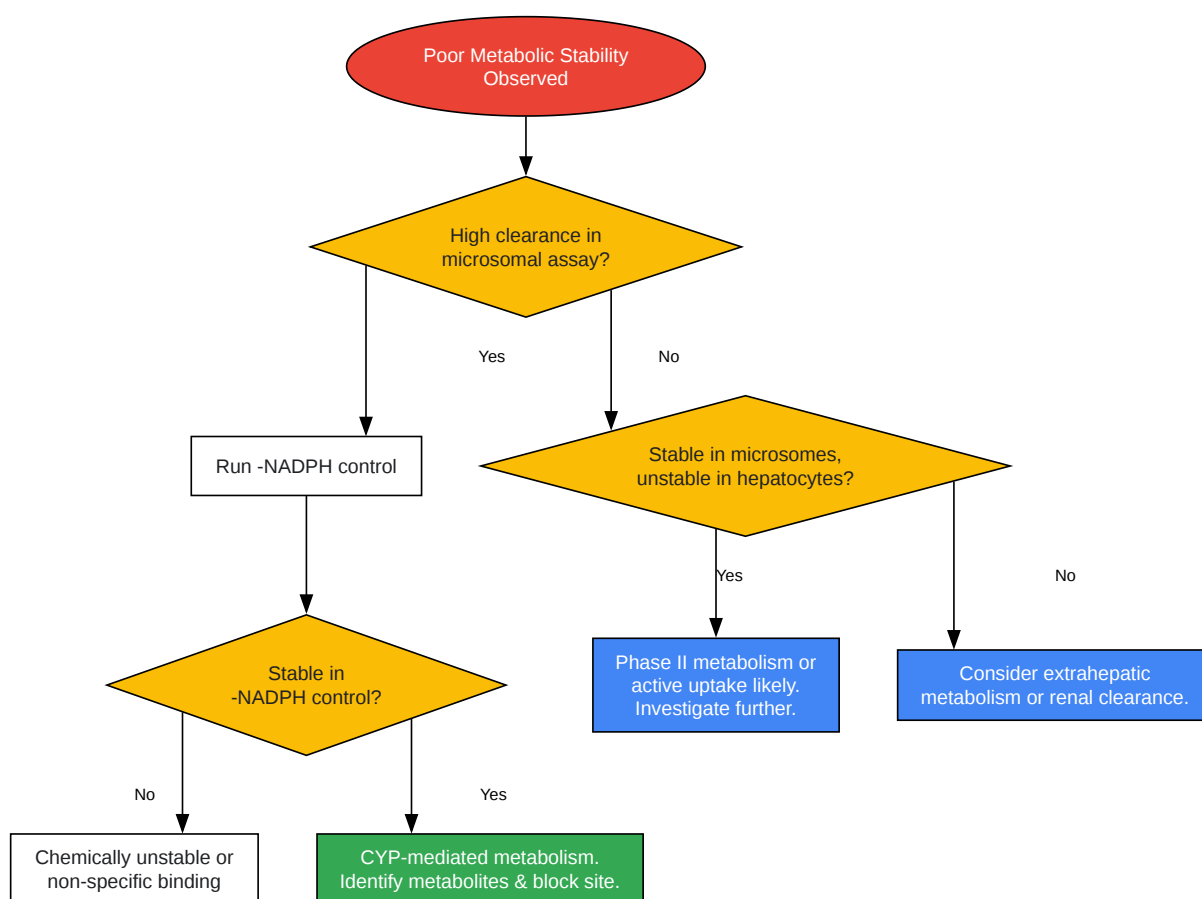 Poor Metabolic Stability
Observed
High clearance in
microsomal assay?
Yes
No
Run -NADPH control
Stable in microsomes,
unstable in hepatocytes?
Yes
No
Stable in
-NADPH control?
Phase II metabolism or
active uptake likely.
Investigate further.
Consider extrahepatic
metabolism or renal clearance.
No
Yes
Chemically unstable or
non-specific binding
CYP-mediated metabolism.
Identify metabolites & block site.